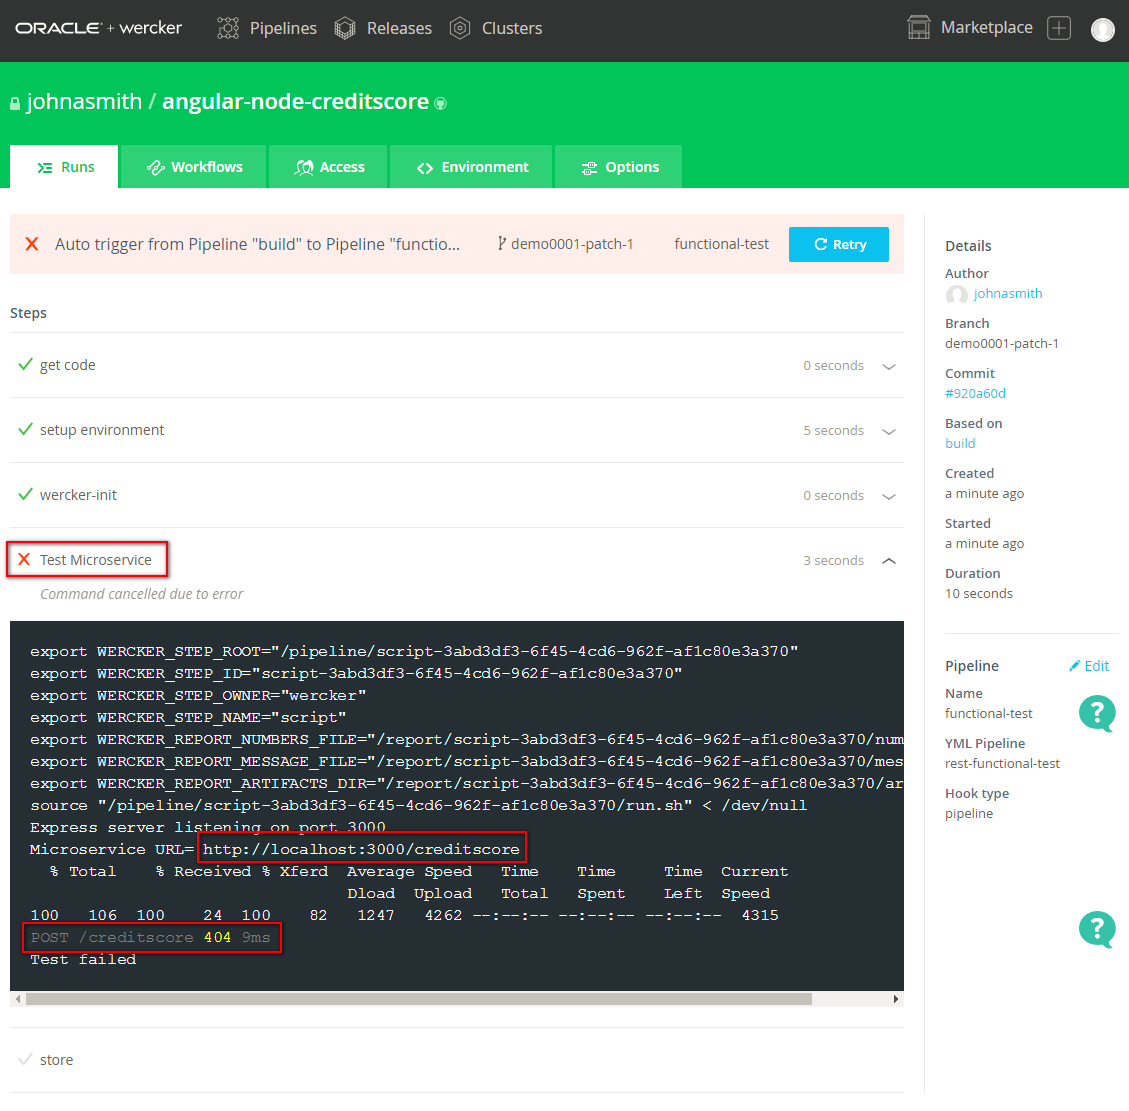 ORACLE + wercker
Pipelines
Releases
Clusters
Marketplace
johnasmith / angular-node-creditscore
Runs
Workflows
Access
Environment
Options
Auto trigger from Pipeline "build" to Pipeline "functio...
demo0001-patch-1
functional-test
Retry
Steps
get code
0 seconds
setup environment
5 seconds
wercker-init
0 seconds
Test Microservice
3 seconds
Command cancelled due to error
export WERCKER_STEP_ROOT="/pipeline/script-3abd3df3-6f45-4cd6-962f-af1c80e3a370"
export WERCKER_STEP_ID="script-3abd3df3-6f45-4cd6-962f-af1c80e3a370"
export WERCKER_STEP_OWNER="wercker"
export WERCKER_STEP_NAME="script"
export WERCKER_REPORT_NUMBERS_FILE="/report/script-3abd3df3-6f45-4cd6-962f-af1c80e3a370/num
export WERCKER_REPORT_MESSAGE_FILE="/report/script-3abd3df3-6f45-4cd6-962f-af1c80e3a370/mes
export WERCKER_REPORT_ARTIFACTS_DIR="/report/script-3abd3df3-6f45-4cd6-962f-af1c80e3a370/ar
source "/pipeline/script-3abd3df3-6f45-4cd6-962f-af1c80e3a370/run.sh" < /dev/null
Express server listening on port 3000
Microservice URL= http://localhost:3000/creditscore
% Total % Received % Xferd Average Speed Time Time Time Current
Dload Upload Total Spent Left Speed
100 106 100 24 100 82 1247 4262 --:--:-- --:--:-- --:--:-- 4315
POST /creditscore 404 9ms
Test failed
store
Details
Author
johnasmith
Branch
demo0001-patch-1
Commit
#920a60d
Based on
build
Created
a minute ago
Started
a minute ago
Duration
10 seconds
Pipeline
Edit
Name
functional-test
YML Pipeline
rest-functional-test
Hook type
pipeline
?
?